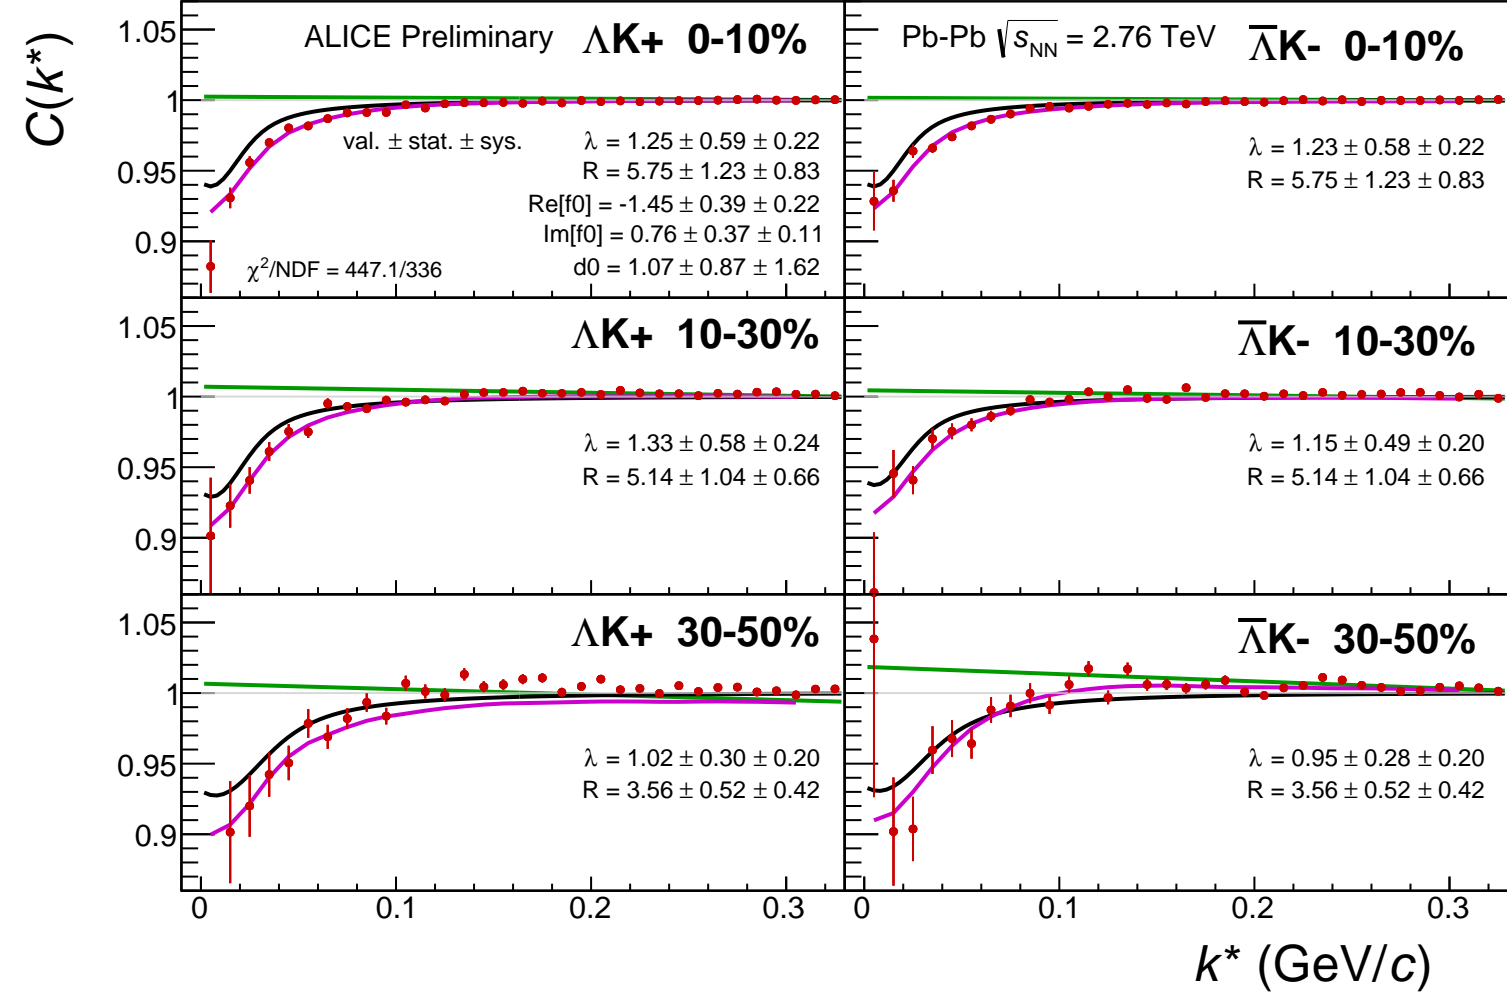 C(k*)
ALICE Preliminary ΛK+ 0-10%
val. ± stat. ± sys.
λ = 1.25 ± 0.59 ± 0.22
R = 5.75 ± 1.23 ± 0.83
Re[f0] = -1.45 ± 0.39 ± 0.22
Im[f0] = 0.76 ± 0.37 ± 0.11
d0 = 1.07 ± 0.87 ± 1.62
χ²/NDF = 447.1/336
1.05
1
0.95
0.9
Pb-Pb √sNN = 2.76 TeV Λ̅K- 0-10%
λ = 1.23 ± 0.58 ± 0.22
R = 5.75 ± 1.23 ± 0.83
ΛK+ 10-30%
λ = 1.33 ± 0.58 ± 0.24
R = 5.14 ± 1.04 ± 0.66
1.05
1
0.95
0.9
Λ̅K- 10-30%
λ = 1.15 ± 0.49 ± 0.20
R = 5.14 ± 1.04 ± 0.66
ΛK+ 30-50%
λ = 1.02 ± 0.30 ± 0.20
R = 3.56 ± 0.52 ± 0.42
1.05
1
0.95
0.9
Λ̅K- 30-50%
λ = 0.95 ± 0.28 ± 0.20
R = 3.56 ± 0.52 ± 0.42
0 0.1 0.2 0.3 0 0.1 0.2 0.3
k* (GeV/c)